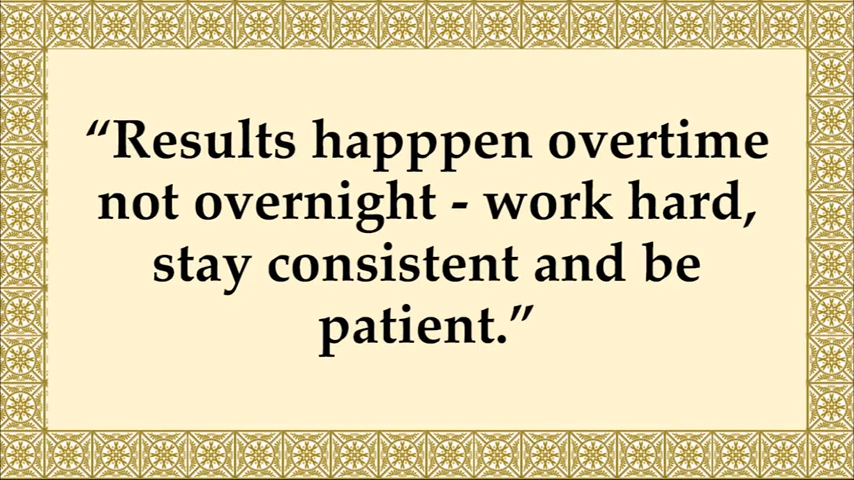 “Results happpen overtime
not overnight - work hard,
stay consistent and be
patient.”